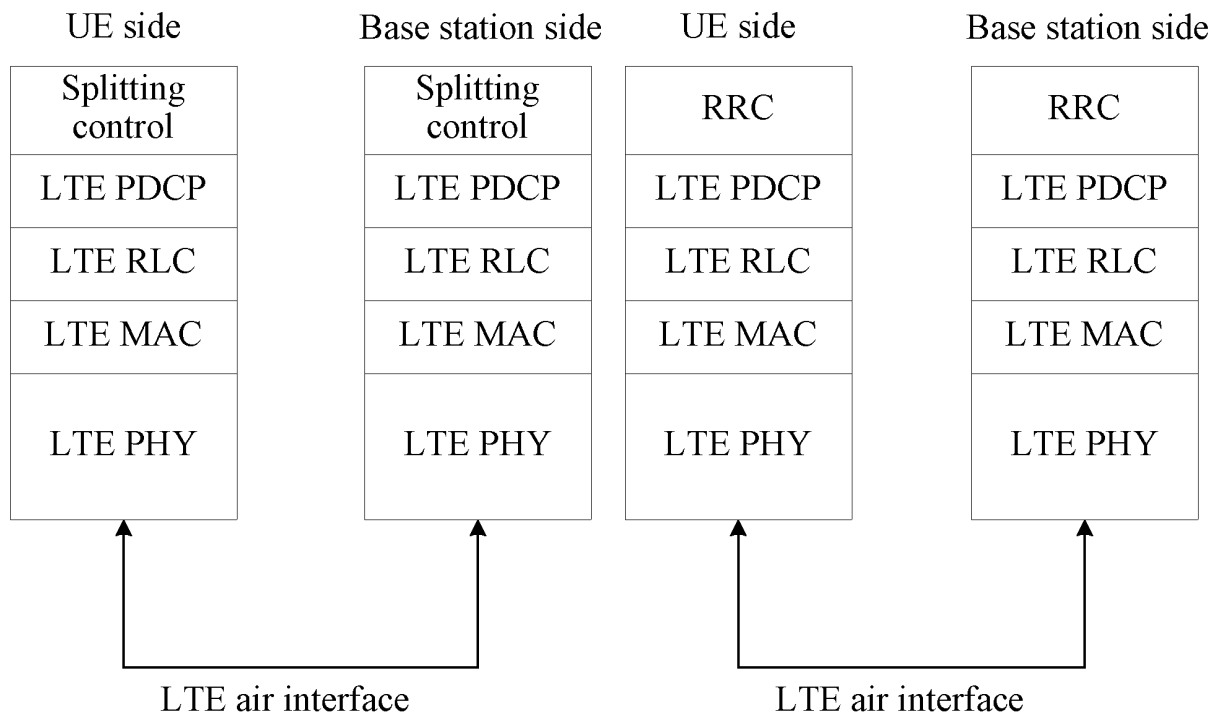 UE side
Base station side
UE side
Base station side
Splitting
control
Splitting
control
RRC
RRC
LTE PDCP
LTE PDCP
LTE PDCP
LTE PDCP
LTE RLC
LTE RLC
LTE RLC
LTE RLC
LTE MAC
LTE MAC
LTE MAC
LTE MAC
LTE PHY
LTE PHY
LTE PHY
LTE PHY
LTE air interface
LTE air interface